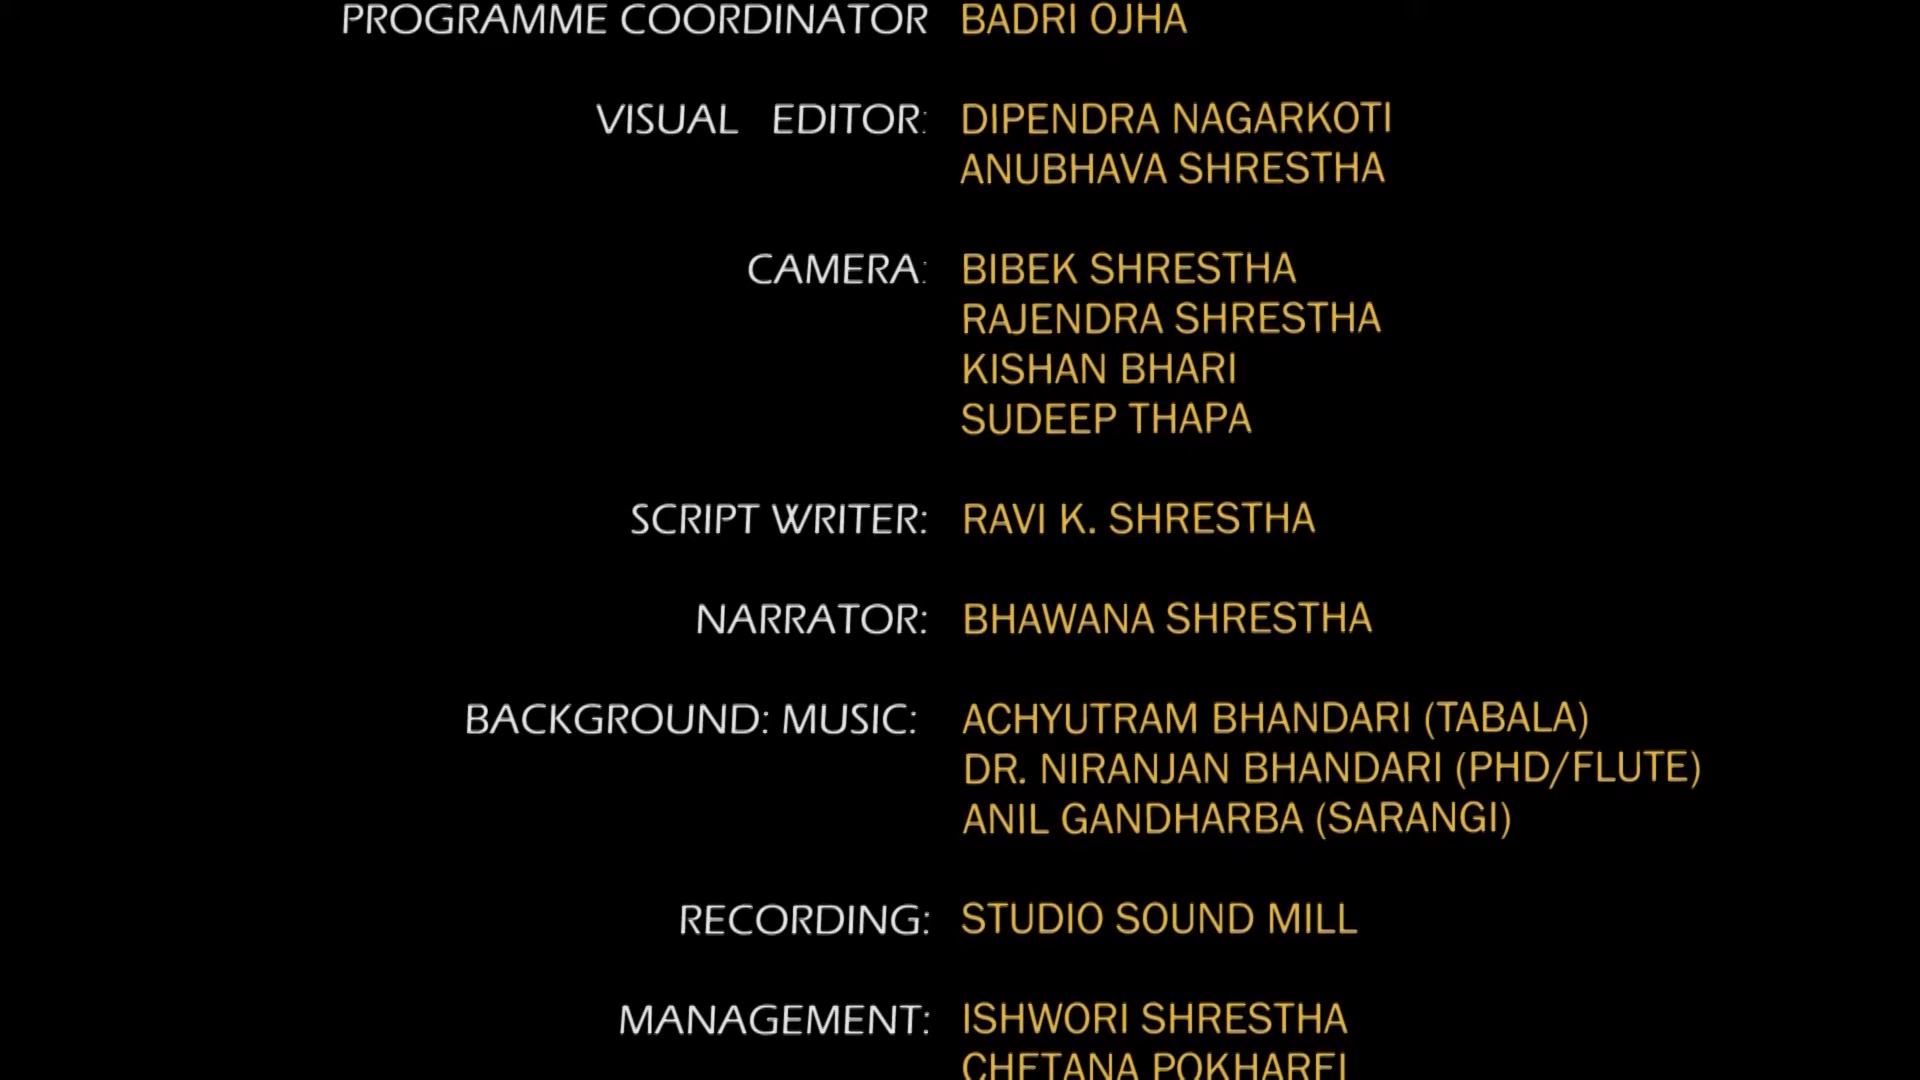 PROGRAMME COORDINATOR BADRI OJHA
VISUAL EDITOR: DIPENDRA NAGARKOTI
ANUBHAVA SHRESTHA
CAMERA: BIBEK SHRESTHA
RAJENDRA SHRESTHA
KISHAN BHARI
SUDEEP THAPA
SCRIPT WRITER: RAVI K. SHRESTHA
NARRATOR: BHAWANA SHRESTHA
BACKGROUND: MUSIC: ACHYUTRAM BHANDARI (TABALA)
DR. NIRANJAN BHANDARI (PHD/FLUTE)
ANIL GANDHARBA (SARANGI)
RECORDING: STUDIO SOUND MILL
MANAGEMENT: ISHWORI SHRESTHA
CHETANA POKHAREL